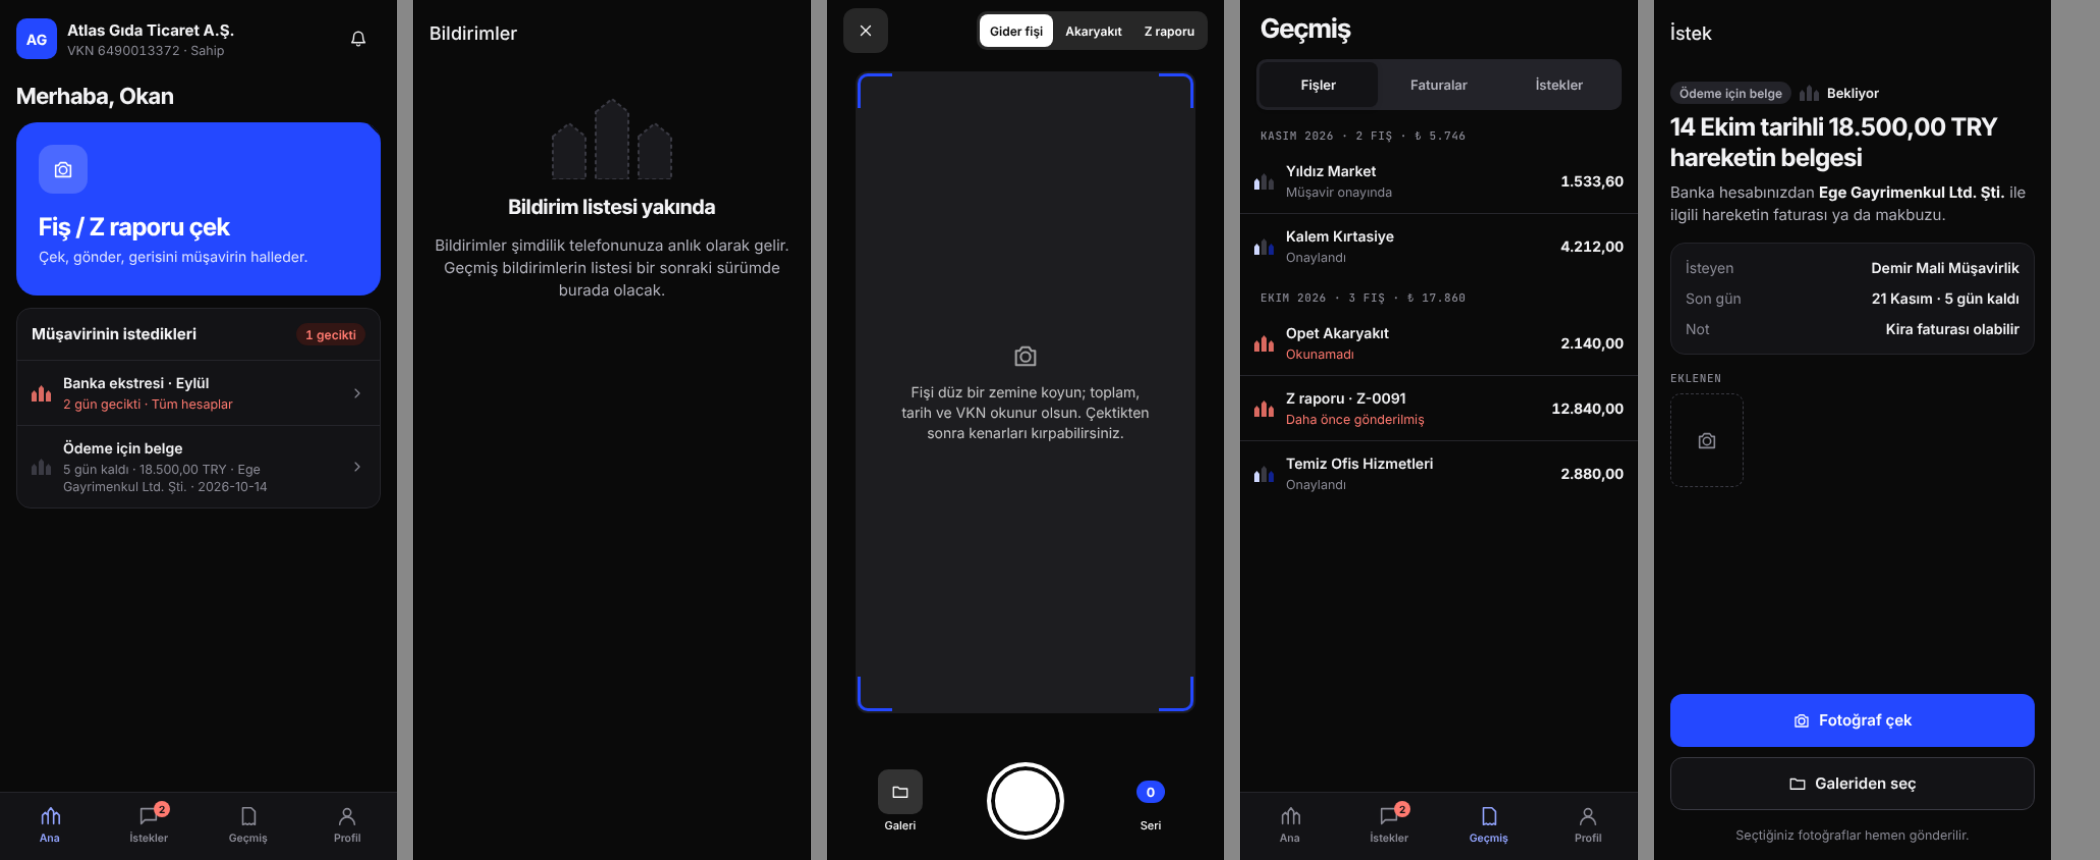 AG
Atlas Gıda Ticaret A.Ş.
VKN 6490013372 · Sahip
Merhaba, Okan
Fiş / Z raporu çek
Çek, gönder, gerisini müşavirin halleder.
Müşavirinin istedikleri
1 gecikti
Banka ekstresi · Eylül
2 gün gecikti · Tüm hesaplar
Ödeme için belge
5 gün kaldı · 18.500,00 TRY · Ege
Gayrimenkul Ltd. Şti. · 2026-10-14
Ana
2
İstekler
Geçmiş
Profil
Bildirimler
Bildirim listesi yakında
Bildirimler şimdilik telefonunuza anlık olarak gelir.
Geçmiş bildirimlerin listesi bir sonraki sürümde
burada olacak.
Gider fişi
Akaryakıt
Z raporu
Fişi düz bir zemine koyun; toplam,
tarih ve VKN okunur olsun. Çektikten
sonra kenarları kırpabilirsiniz.
Galeri
0
Seri
Geçmiş
Fişler
Faturalar
İstekler
KASIM 2026 · 2 FIŞ · ₺ 5.746
Yıldız Market
Müşavir onayında
1.533,60
Kalem Kırtasiye
Onaylandı
4.212,00
EKIM 2026 · 3 FIŞ · ₺ 17.860
Opet Akaryakıt
Okunamadı
2.140,00
Z raporu · Z-0091
Daha önce gönderilmiş
12.840,00
Temiz Ofis Hizmetleri
Onaylandı
2.880,00
Ana
2
İstekler
Geçmiş
Profil
İstek
Ödeme için belge
Bekliyor
14 Ekim tarihli 18.500,00 TRY
hareketin belgesi
Banka hesabınızdan Ege Gayrimenkul Ltd. Şti. ile
ilgili hareketin faturası ya da makbuzu.
İsteyen
Demir Mali Müşavirlik
Son gün
21 Kasım · 5 gün kaldı
Not
Kira faturası olabilir
EKLENEN
Fotoğraf çek
Galeriden seç
Seçtiğiniz fotoğraflar hemen gönderilir.